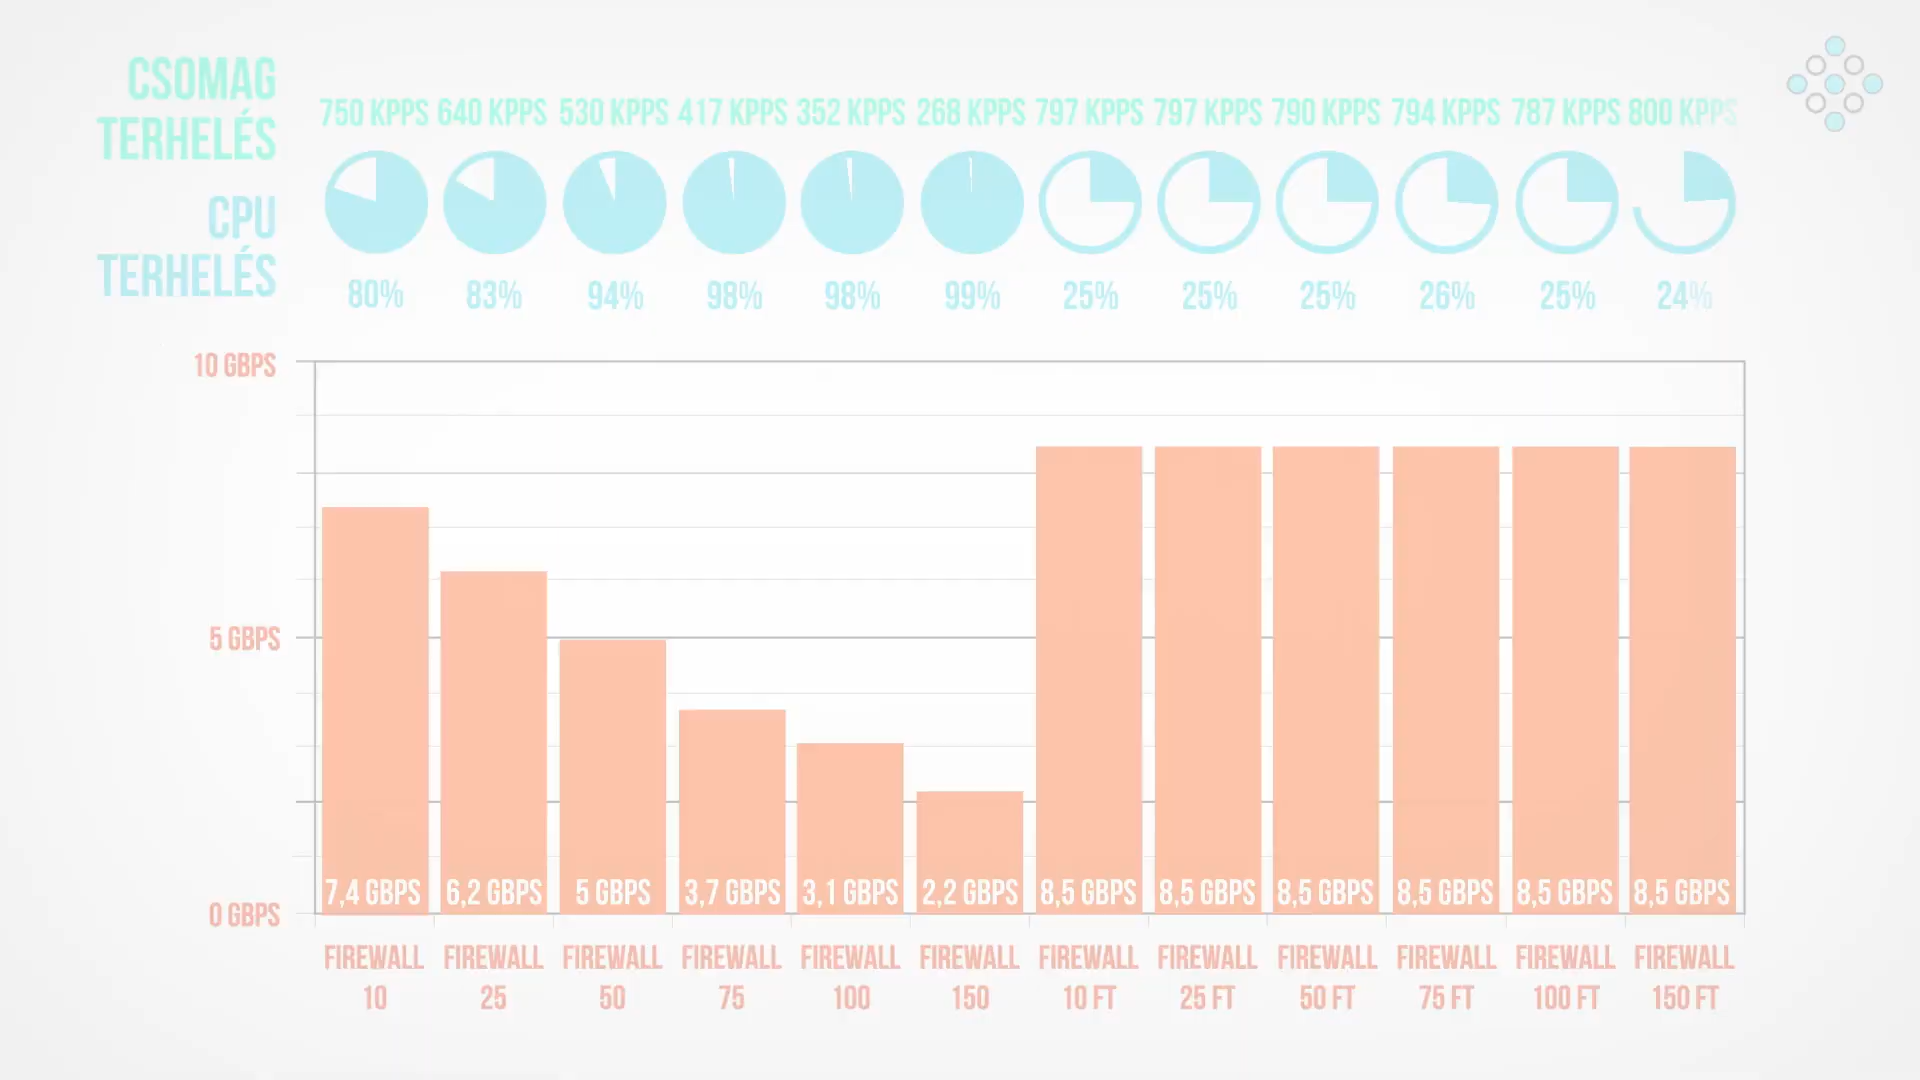 CSOMAG
TERHELÉS
750 KPPS 640 KPPS 530 KPPS 417 KPPS 352 KPPS 268 KPPS 797 KPPS 797 KPPS 790 KPPS 794 KPPS 787 KPPS 800 KPPS
CPU
TERHELÉS
80% 83% 94% 98% 98% 99% 25% 25% 25% 26% 25% 24%
10 GBPS
5 GBPS
0 GBPS
7,4 GBPS 6,2 GBPS 5 GBPS 3,7 GBPS 3,1 GBPS 2,2 GBPS 8,5 GBPS 8,5 GBPS 8,5 GBPS 8,5 GBPS 8,5 GBPS 8,5 GBPS
FIREWALL FIREWALL FIREWALL FIREWALL FIREWALL FIREWALL FIREWALL FIREWALL FIREWALL FIREWALL FIREWALL FIREWALL
10 25 50 75 100 150 10 FT 25 FT 50 FT 75 FT 100 FT 150 FT